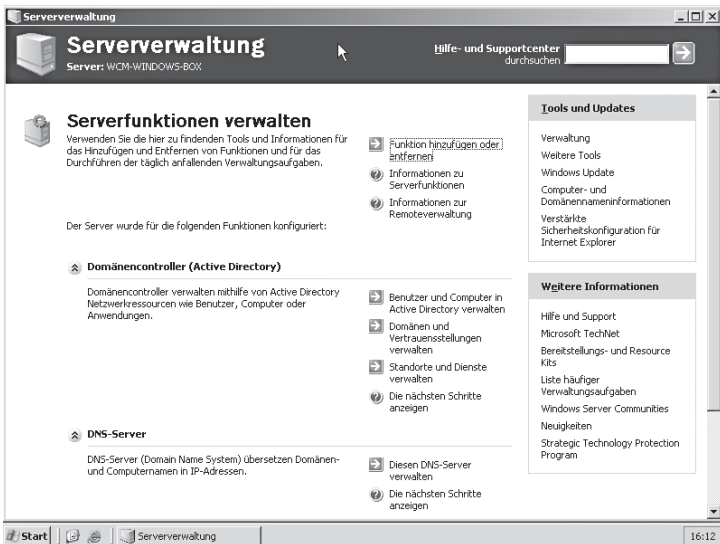 Serververwaltung
Serververwaltung
Server: WCM-WINDOWS-BOX
Hilfe- und Supportcenter
durchsuchen
Serverfunktionen verwalten
Verwenden Sie die hier zu findenden Tools und Informationen für
das Hinzufügen und Entfernen von Funktionen und für das
Durchführen der täglich anfallenden Verwaltungsaufgaben.
Funktion hinzufügen oder
entfernen
Informationen zu
Serverfunktionen
Informationen zur
Remoteverwaltung
Der Server wurde für die folgenden Funktionen konfiguriert:
Domänencontroller (Active Directory)
Domänencontroller verwalten mithilfe von Active Directory
Netzwerkressourcen wie Benutzer, Computer oder
Anwendungen.
Benutzer und Computer in
Active Directory verwalten
Domänen und
Vertrauensstellungen
verwalten
Standorte und Dienste
verwalten
Die nächsten Schritte
anzeigen
DNS-Server
DNS-Server (Domain Name System) übersetzen Domänen-
und Computernamen in IP-Adressen.
Diesen DNS-Server
verwalten
Die nächsten Schritte
anzeigen
Tools und Updates
Verwaltung
Weitere Tools
Windows Update
Computer- und
Domänennameninformationen
Verstärkte
Sicherheitskonfiguration für
Internet Explorer
Weitere Informationen
Hilfe und Support
Microsoft TechNet
Bereitstellungs- und Resource
Kits
Liste häufiger
Verwaltungsaufgaben
Windows Server Communities
Neuigkeiten
Strategic Technology Protection
Program
Start
Serververwaltung
16:12